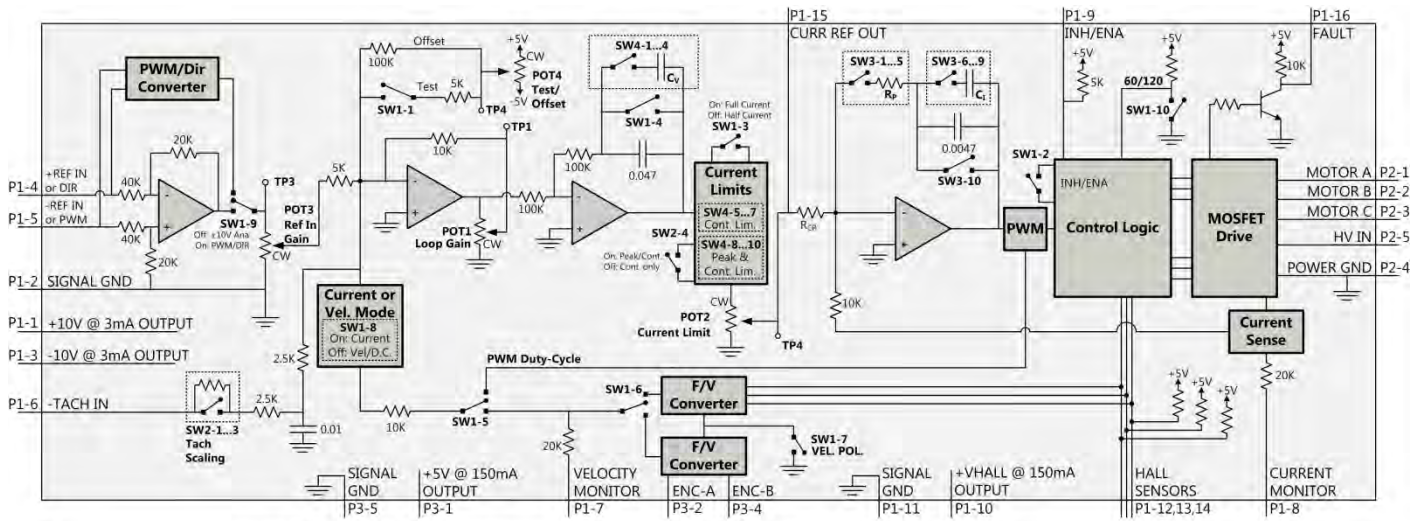 P1-15
CURR REF OUT
P1-9
INH/ENA
P1-16
FAULT
PWM/Dir
Converter
20K
+REF IN
or DIR
P1-4
40K
-REF IN
or PWM
P1-5
40K
20K
SW1-9
Off: ±10V Ana
On: PWM/DIR
TP3
POT3
Ref In
Gain
CW
P1-2
SIGNAL GND
P1-1
+10V @ 3mA OUTPUT
P1-3
-10V @ 3mA OUTPUT
P1-6
-TACH IN
SW2-1...3
Tach
Scaling
2.5K
2.5K
0.01
5K
Offset
100K
Test
SW1-1
5K
+5V
CW
-5V
POT4
Test/
Offset
TP4
TP1
10K
POT1
Loop Gain
CW
100K
100K
SW4-1...4
CV
SW1-4
0.047
On: Full Current
Off: Half Current
SW1-3
Current
Limits
SW4-5...7
Cont. Lim.
SW4-8...10
Peak &
Cont. Lim.
SW2-4
On: Peak/Cont.
Off: Cont. only
CW
POT2
Current Limit
TP4
RCR
SW3-1...5
RP
SW3-6...9
CI
0.0047
SW3-10
10K
Current or
Vel. Mode
SW1-8
On: Current
Off: Vel/D.C.
PWM Duty-Cycle
10K
SW1-5
20K
SW1-6
F/V
Converter
F/V
Converter
SW1-7
VEL. POL.
SW1-2
PWM
INH/ENA
Control Logic
+5V
5K
60/120
+5V
SW1-10
10K
MOSFET
Drive
Current
Sense
20K
+5V
+5V
+5V
MOTOR A P2-1
MOTOR B P2-2
MOTOR C P2-3
HV IN P2-5
POWER GND P2-4
SIGNAL
GND
P3-5
+5V @ 150mA
OUTPUT
P3-1
VELOCITY
MONITOR
P1-7
ENC-A
P3-2
ENC-B
P3-4
SIGNAL
GND
P1-11
+VHALL @ 150mA
OUTPUT
P1-10
HALL
SENSORS
P1-12,13,14
CURRENT
MONITOR
P1-8